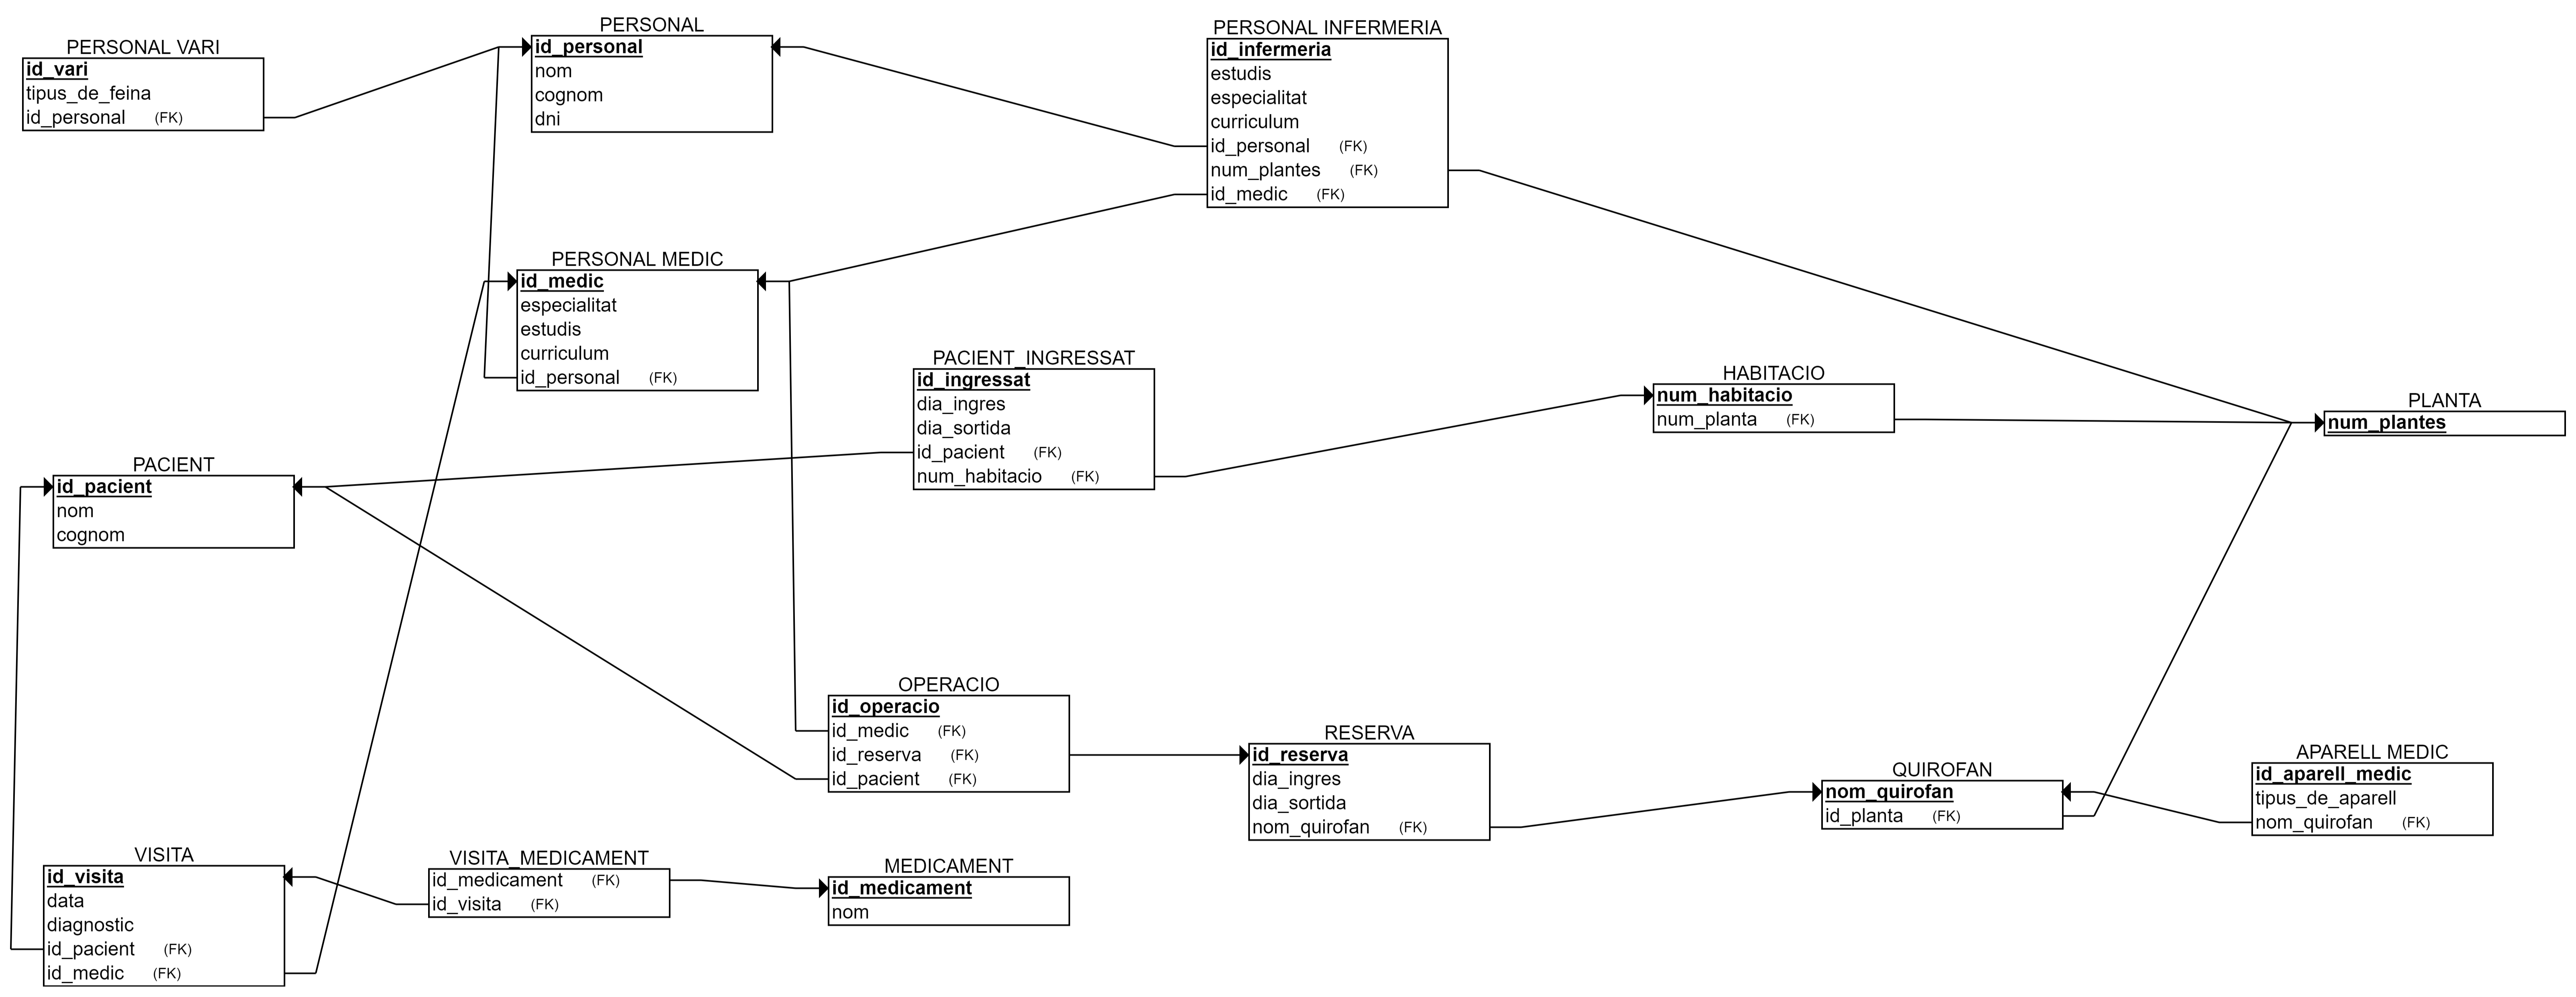 PERSONAL VARI
id_vari
tipus_de_feina
id_personal (FK)
PERSONAL
id_personal
nom
cognom
dni
PERSONAL INFERMERIA
id_infermeria
estudis
especialitat
curriculum
id_personal (FK)
num_plantes (FK)
id_medic (FK)
PERSONAL MEDIC
id_medic
especialitat
estudis
curriculum
id_personal (FK)
PACIENT_INGRESSAT
id_ingressat
dia_ingres
dia_sortida
id_pacient (FK)
num_habitacio (FK)
HABITACIO
num_habitacio
num_planta (FK)
PLANTA
num_plantes
PACIENT
id_pacient
nom
cognom
OPERACIO
id_operacio
id_medic (FK)
id_reserva (FK)
id_pacient (FK)
RESERVA
id_reserva
dia_ingres
dia_sortida
nom_quirofan (FK)
QUIROFAN
nom_quirofan
id_planta (FK)
APARELL MEDIC
id_aparell_medic
tipus_de_aparell
nom_quirofan (FK)
VISITA
id_visita
data
diagnostic
id_pacient (FK)
id_medic (FK)
VISITA_MEDICAMENT
id_medicament (FK)
id_visita (FK)
MEDICAMENT
id_medicament
nom